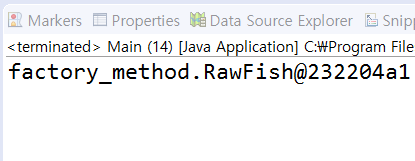 Markers Properties Data Source Explorer Snipp
<terminated> Main (14) [Java Application] C:₩Program File
factory_method.RawFish@232204a1